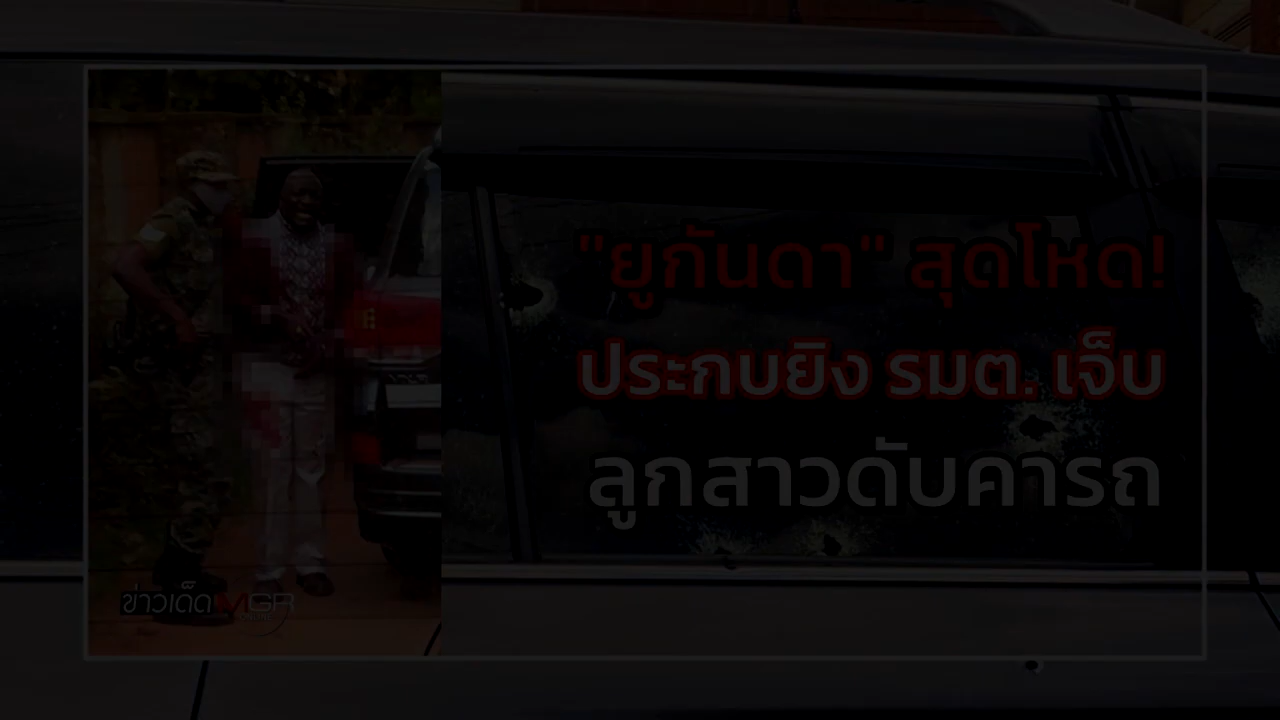 "ยูกันดา" สุดโหด!
ประกบยิง รมต. เจ็บ
ลูกสาวดับคารถ
ข่าวเด็ด MGR
ONLINE